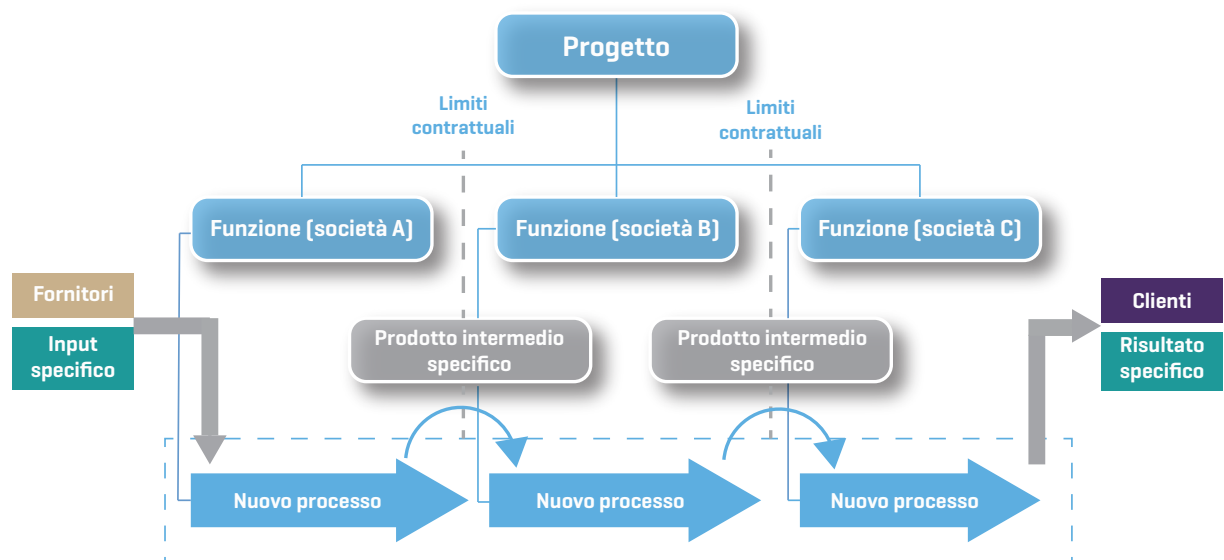 Progetto
Limiti
contrattuali
Limiti
contrattuali
Funzione (società A)
Funzione (società B)
Funzione (società C)
Fornitori
Input
specifico
Prodotto intermedio
specifico
Prodotto intermedio
specifico
Clienti
Risultato
specifico
Nuovo processo
Nuovo processo
Nuovo processo